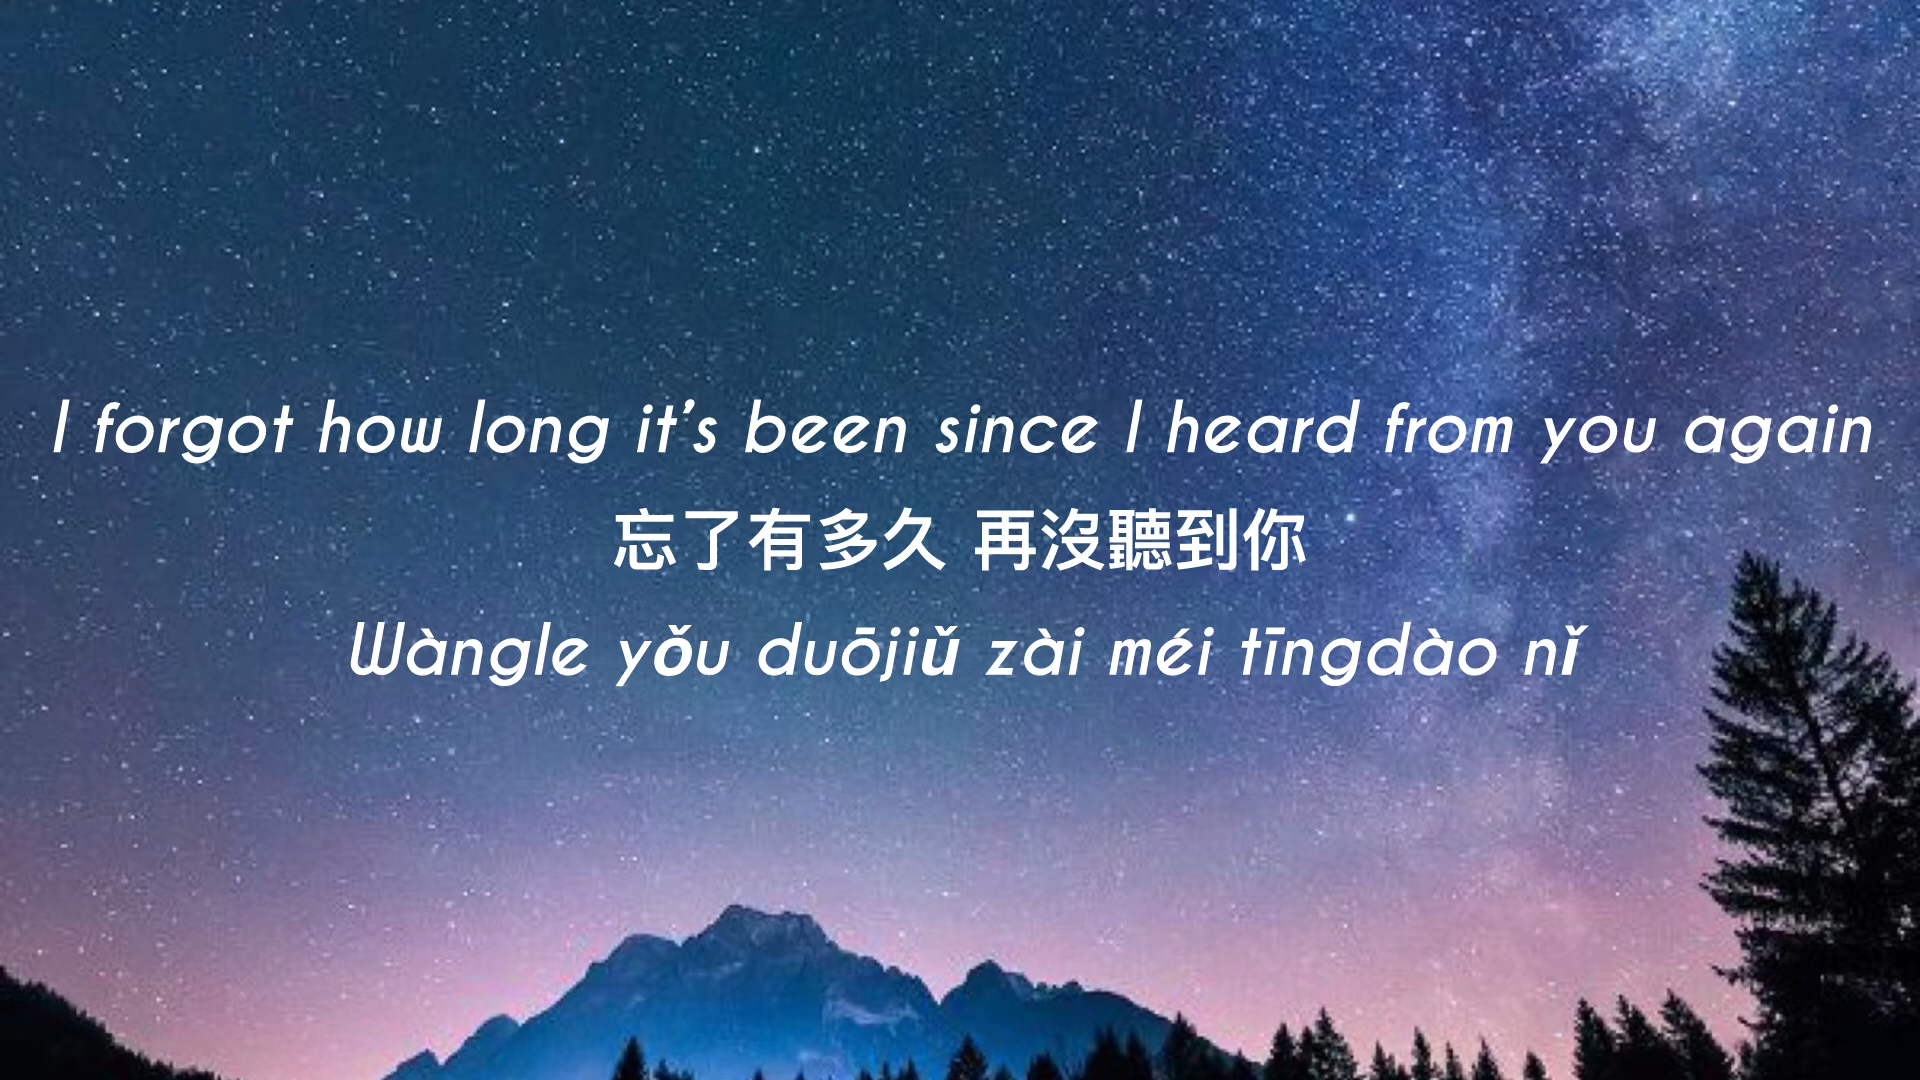 I forgot how long it's been since I heard from you again
忘了有多久 再沒聽到你
Wàngle yǒu duōjiǔ zài méi tīngdào nǐ